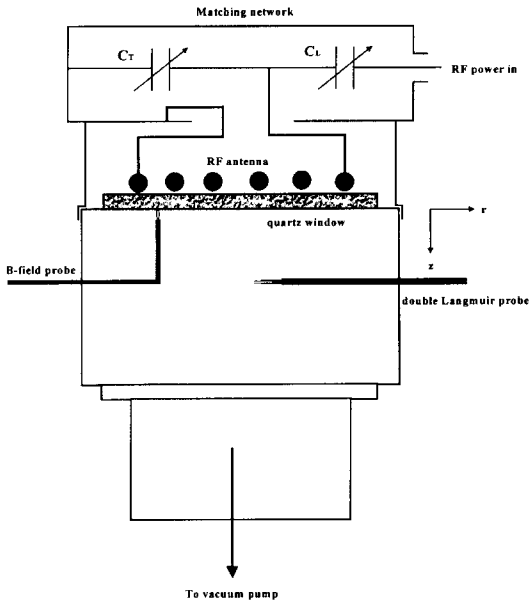 Matching network
CT
CL
RF power in
RF antenna
quartz window
r
z
B-field probe
double Langmuir probe
To vacuum pump